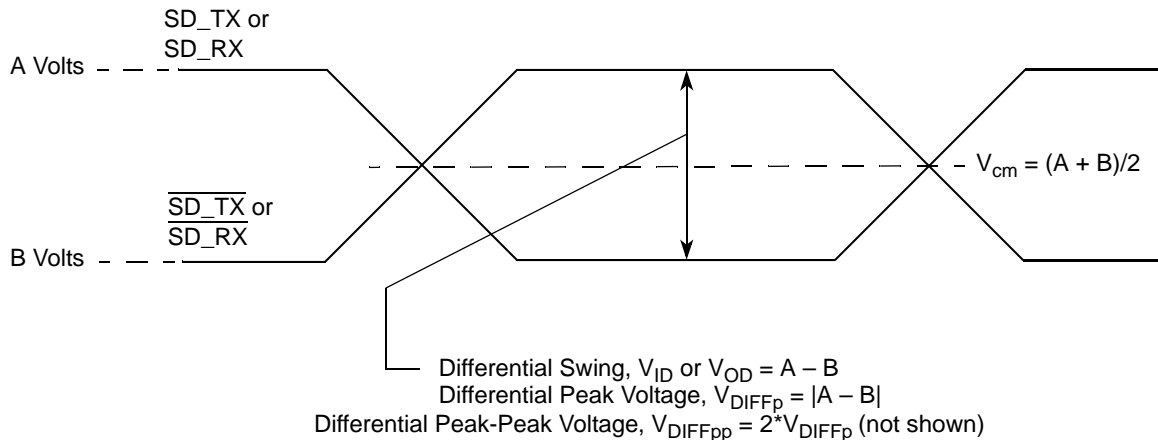 SD_TX or
SD_RX
A Volts
V_cm = (A + B)/2
SD_TX or
SD_RX
B Volts
Differential Swing, V_ID or V_OD = A – B
Differential Peak Voltage, V_DIFFp = |A – B|
Differential Peak-Peak Voltage, V_DIFFpp = 2*V_DIFFp (not shown)